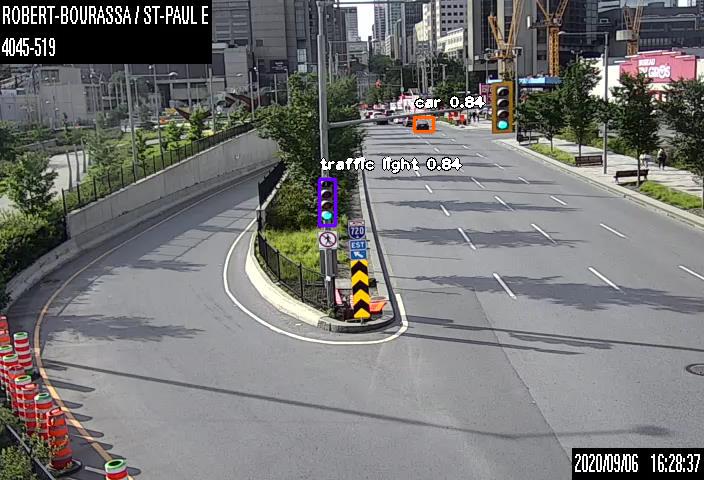 ROBERT-BOURASSA / ST-PAUL E
4045-519
car 0.84
traffic light 0.84
720
EST
2020/09/06 16:28:37